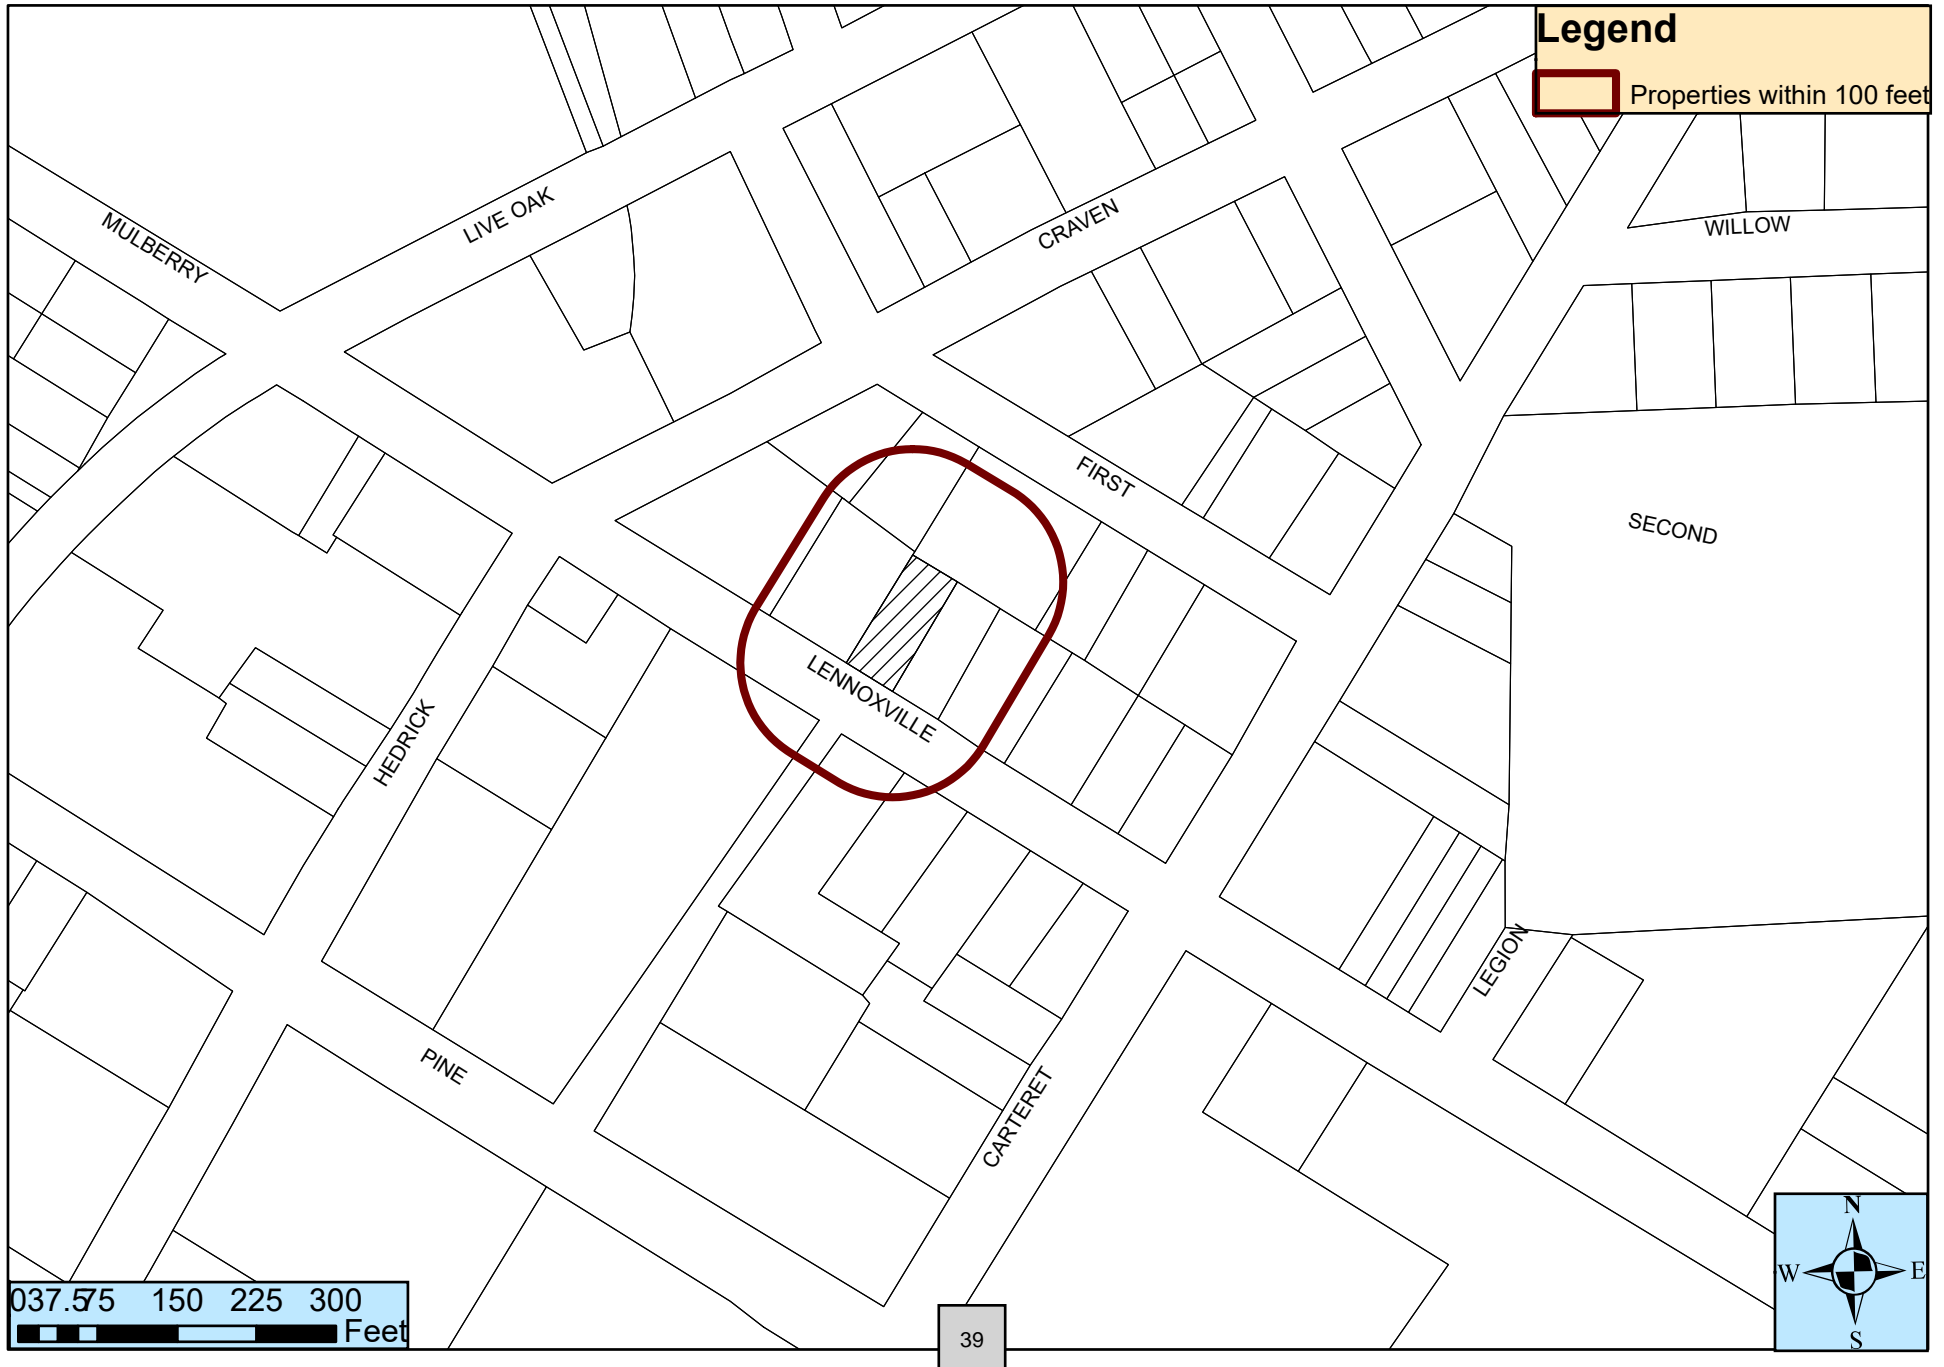 Legend
Properties within 100 feet
MULBERRY
LIVE OAK
CRAVEN
WILLOW
FIRST
SECOND
LENNOXVILLE
HEDRICK
LEGION
PINE
CARTERET
N
W
E
S
037.575 150 225 300
Feet
39